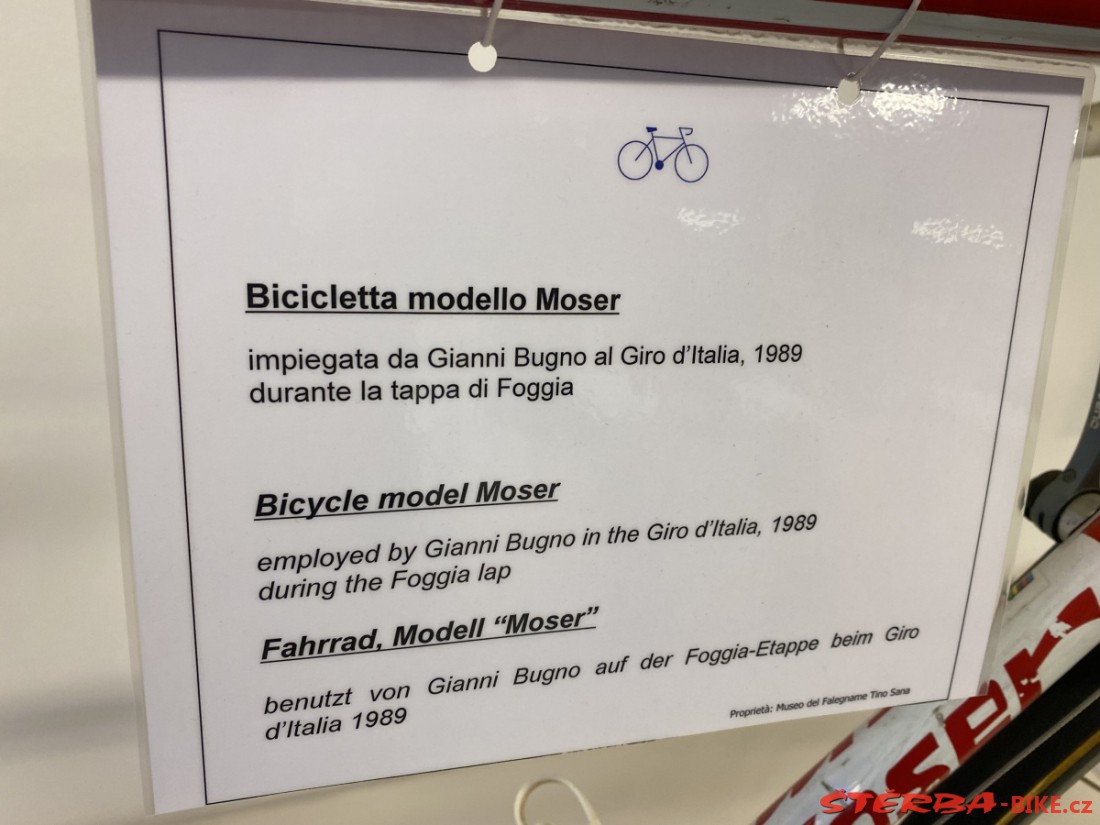 Bicicletta modello Moser
impiegata da Gianni Bugno al Giro d'Italia, 1989
durante la tappa di Foggia
Bicycle model Moser
employed by Gianni Bugno in the Giro d'Italia, 1989
during the Foggia lap
Fahrrad, Modell “Moser”
benutzt von Gianni Bugno auf der Foggia-Etappe beim Giro
d'Italia 1989
Proprietà: Museo del Falegname Tino Sana
ŠTĚRBA-BIKE.cz